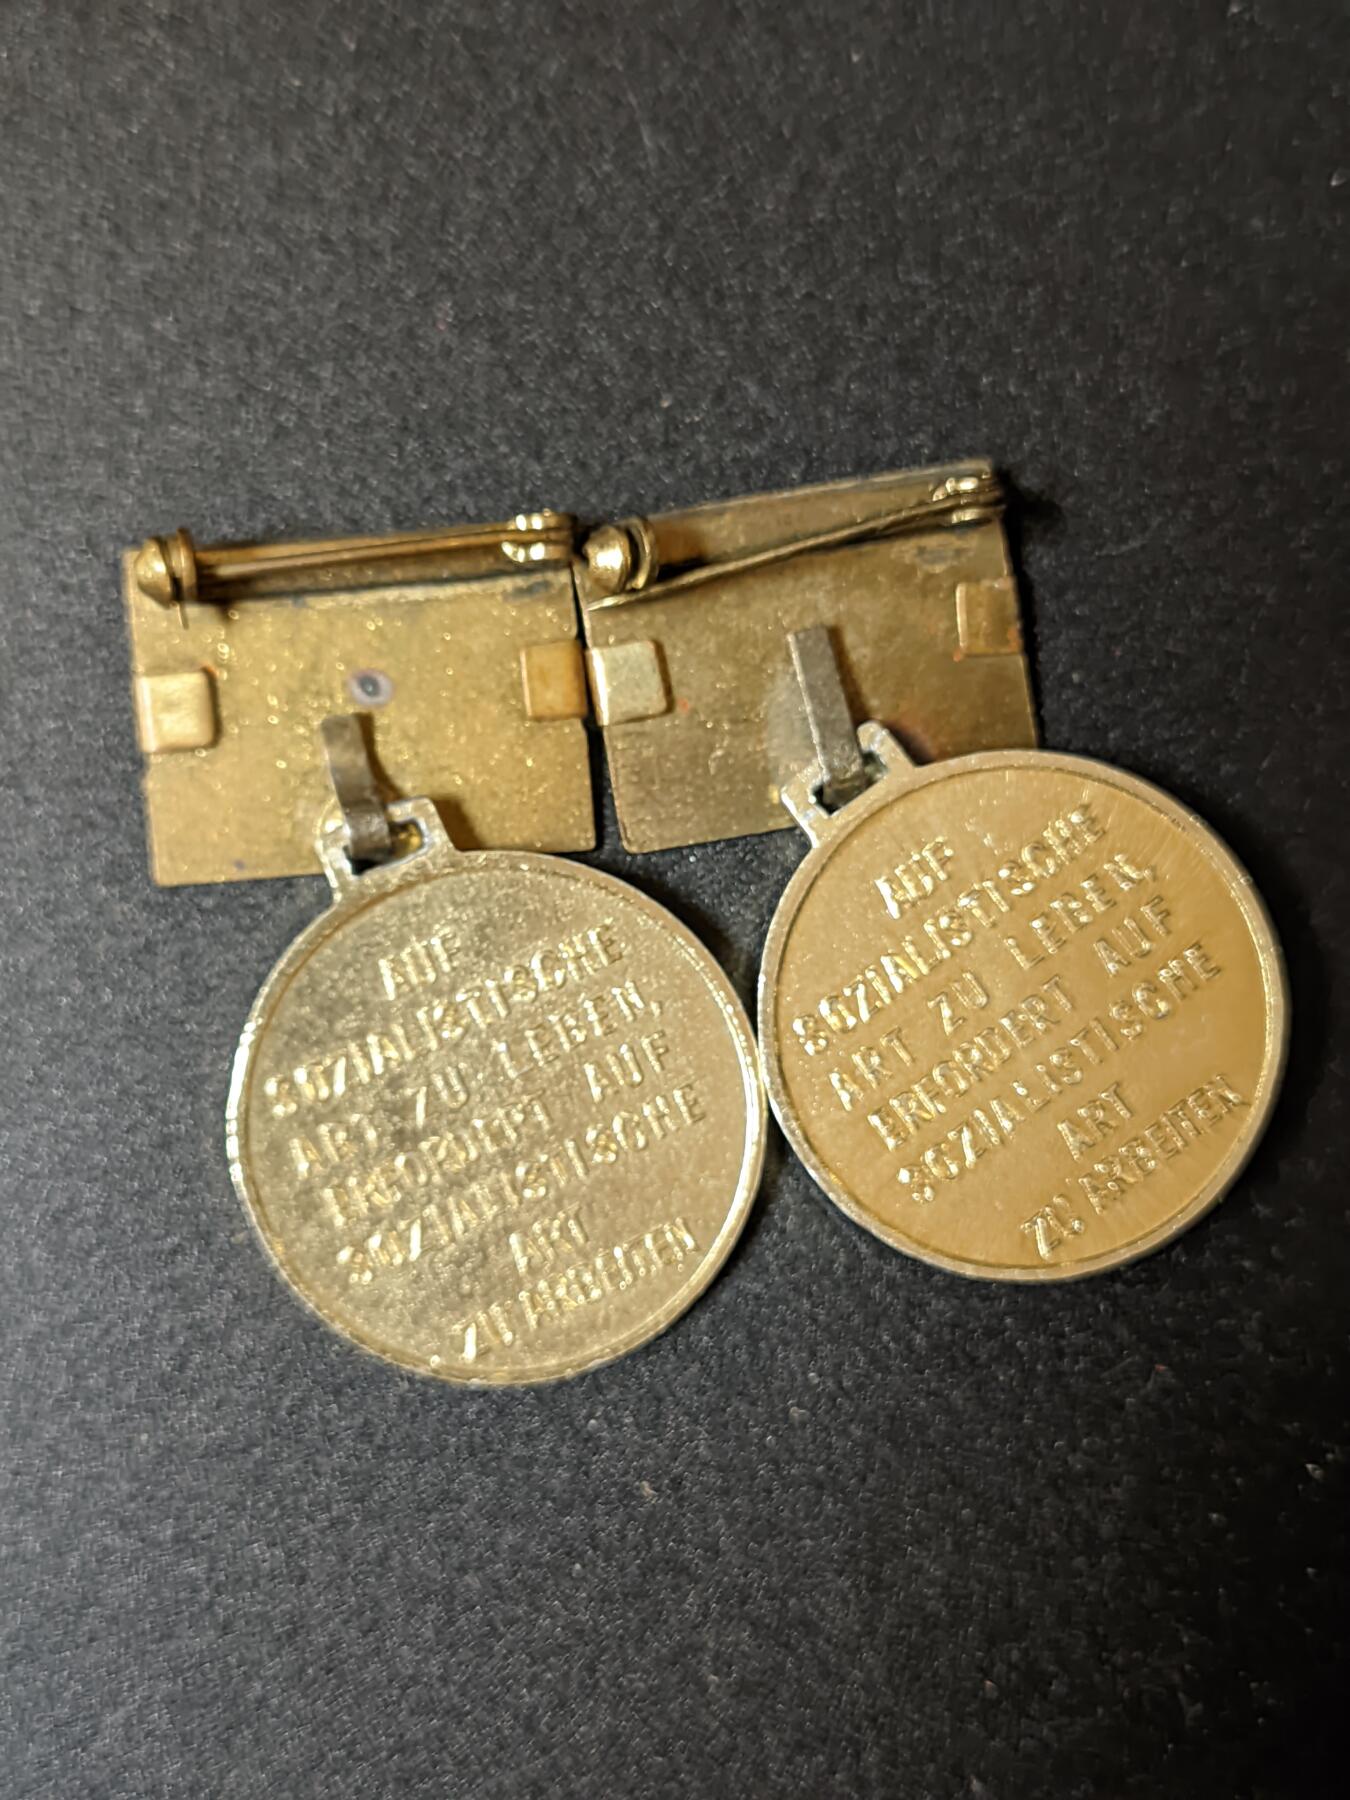 AUF
SOZIALISTISCHE
ART ZU LEBEN,
ERFORDERT AUF
SOZIALISTISCHE
ART
ZU ARBEITEN
AUF
SOZIALISTISCHE
ART ZU LEBEN,
ERFORDERT AUF
SOZIALISTISCHE
ART
ZU ARBEITEN